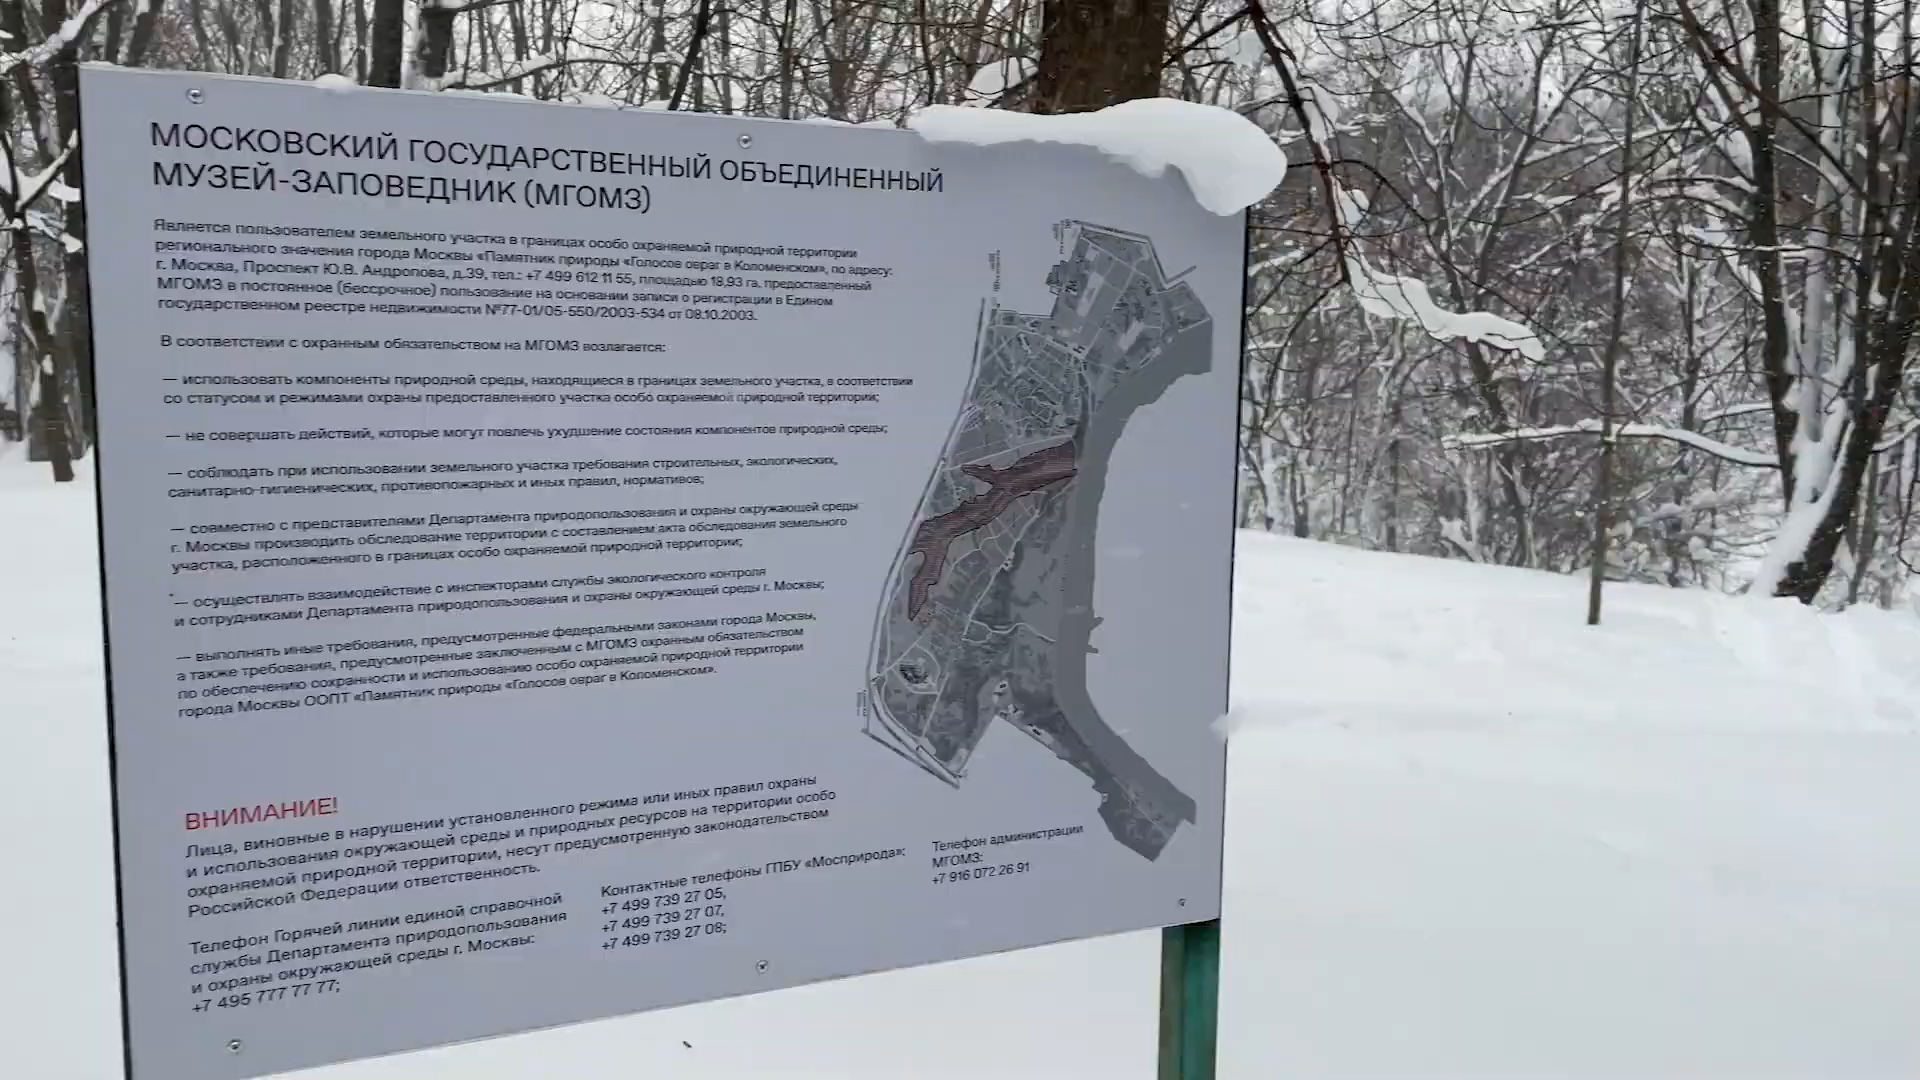 МОСКОВСКИЙ ГОСУДАРСТВЕННЫЙ ОБЪЕДИНЕННЫЙ
МУЗЕЙ-ЗАПОВЕДНИК (МГОМЗ)
Является пользователем земельного участка в границах особо охраняемой природной территории
регионального значения города Москвы «Памятник природы «Голосов овраг в Коломенском», по адресу:
г. Москва, Проспект Ю.В. Андропова, д.39, тел.: +7 499 612 11 55, площадью 18,93 га, предоставленный
МГОМЗ в постоянное (бессрочное) пользование на основании записи о регистрации в Едином
государственном реестре недвижимости №77-01/05-550/2003-534 от 08.10.2003.
В соответствии с охранным обязательством на МГОМЗ возлагается:
— использовать компоненты природной среды, находящиеся в границах земельного участка, в соответствии
со статусом и режимами охраны предоставленного участка особо охраняемой природной территории;
— не совершать действий, которые могут повлечь ухудшение состояния компонентов природной среды;
— соблюдать при использовании земельного участка требования строительных, экологических,
санитарно-гигиенических, противопожарных и иных правил, нормативов;
— совместно с представителями Департамента природопользования и охраны окружающей среды
г. Москвы производить обследование территории с составлением акта обследования земельного
участка, расположенного в границах особо охраняемой природной территории;
— осуществлять взаимодействие с инспекторами службы экологического контроля
и сотрудниками Департамента природопользования и охраны окружающей среды г. Москвы;
— выполнять иные требования, предусмотренные федеральными законами города Москвы,
а также требования, предусмотренные заключенным с МГОМЗ охранным обязательством
по обеспечению сохранности и использованию особо охраняемой природной территории
города Москвы ООПТ «Памятник природы «Голосов овраг в Коломенском».
ВНИМАНИЕ!
Лица, виновные в нарушении установленного режима или иных правил охраны
и использования окружающей среды и природных ресурсов на территории особо
охраняемой природной территории, несут предусмотренную законодательством
Российской Федерации ответственность.
Телефон Горячей линии единой справочной
службы Департамента природопользования
и охраны окружающей среды г. Москвы:
+7 495 777 77 77;
Контактные телефоны ГПБУ «Мосприрода»:
+7 499 739 27 05,
+7 499 739 27 07,
+7 499 739 27 08;
Телефон администрации
МГОМЗ:
+7 916 072 26 91